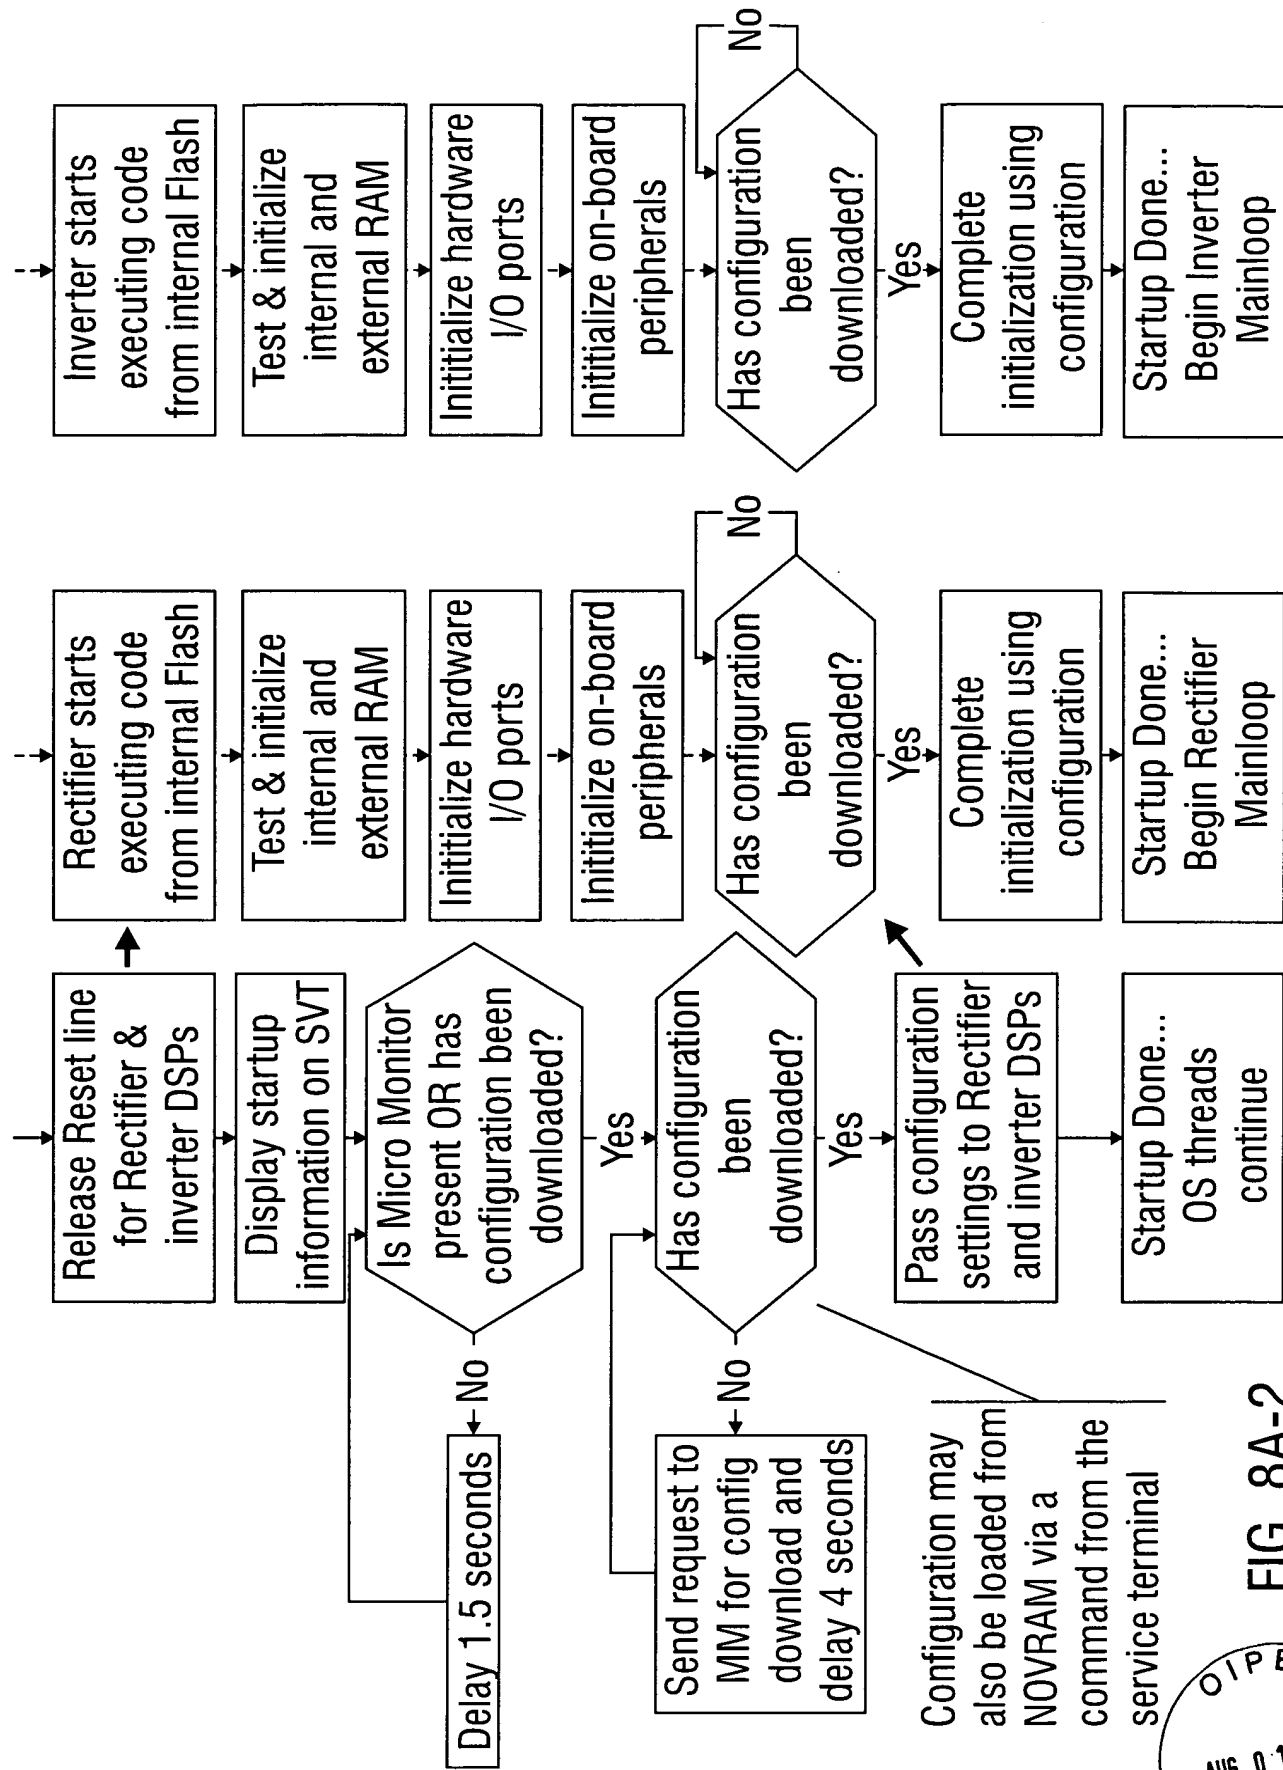 Release Reset line
for Rectifier &
inverter DSPs
Display startup
information on SVT
Is Micro Monitor
present OR has
configuration been
downloaded?
No
Delay 1.5 seconds
Yes
Has configuration
been
downloaded?
No
Send request to
MM for config
download and
delay 4 seconds
Yes
Configuration may
also be loaded from
NOVRAM via a
command from the
service terminal
Pass configuration
settings to Rectifier
and inverter DSPs
Startup Done...
OS threads
continue
Rectifier starts
executing code
from internal Flash
Test & initialize
internal and
external RAM
Inititialize hardware
I/O ports
Inititialize on-board
peripherals
Has configuration
been
downloaded?
No
Yes
Complete
initialization using
configuration
Startup Done...
Begin Rectifier
Mainloop
Inverter starts
executing code
from internal Flash
Test & initialize
internal and
external RAM
Inititialize hardware
I/O ports
Inititialize on-board
peripherals
Has configuration
been
downloaded?
No
Yes
Complete
initialization using
configuration
Startup Done...
Begin Inverter
Mainloop
FIG. 8A-2
OIPE
AUG 01